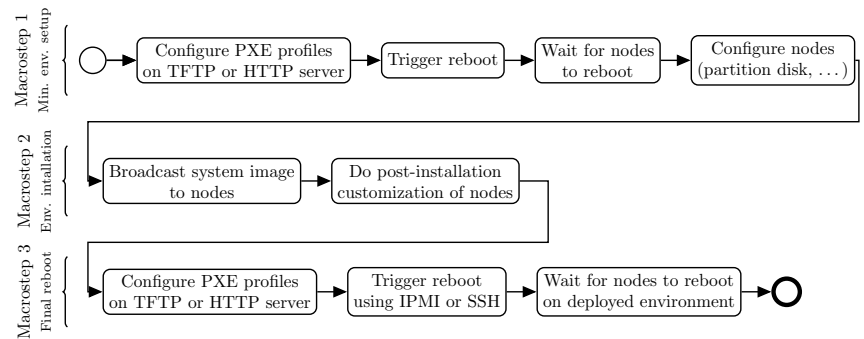 Macrostep 1
Min. env. setup
Configure PXE profiles
on TFTP or HTTP server
Trigger reboot
Wait for nodes
to reboot
Configure nodes
(partition disk, . . . )
Macrostep 2
Env. intallation
Broadcast system image
to nodes
Do post-installation
customization of nodes
Macrostep 3
Final reboot
Configure PXE profiles
on TFTP or HTTP server
Trigger reboot
using IPMI or SSH
Wait for nodes to reboot
on deployed environment